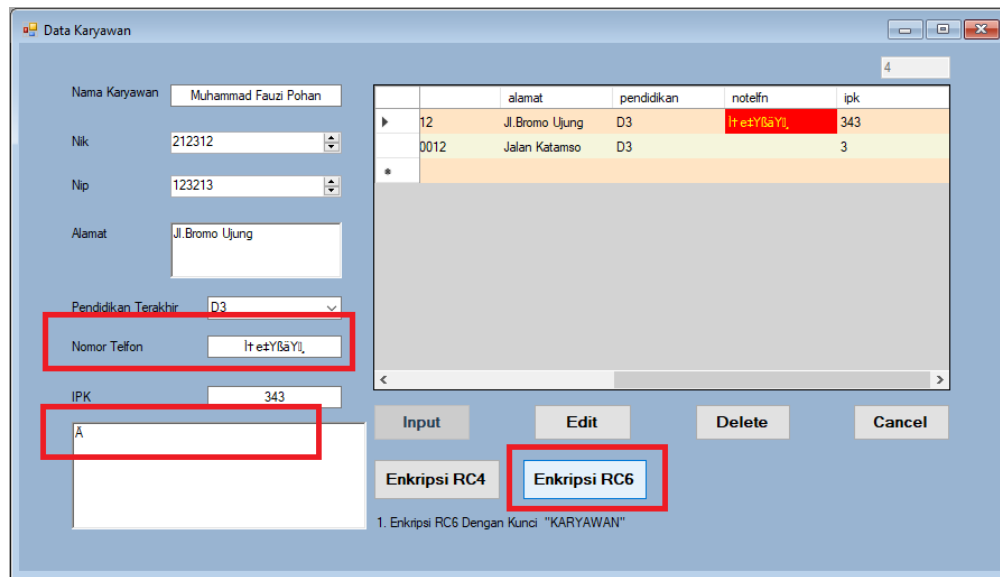 Data Karyawan
4
Nama Karyawan
Muhammad Fauzi Pohan
alamat pendidikan notelfn ipk
12 Jl.Bromo Ujung D3 343
0012 Jalan Katamso D3 3
Nik
212312
Nip
123213
Alamat
Jl.Bromo Ujung
Pendidikan Terakhir
D3
Nomor Telfon
IPK
343
Input Edit Delete Cancel
Enkripsi RC4 Enkripsi RC6
1. Enkripsi RC6 Dengan Kunci "KARYAWAN"